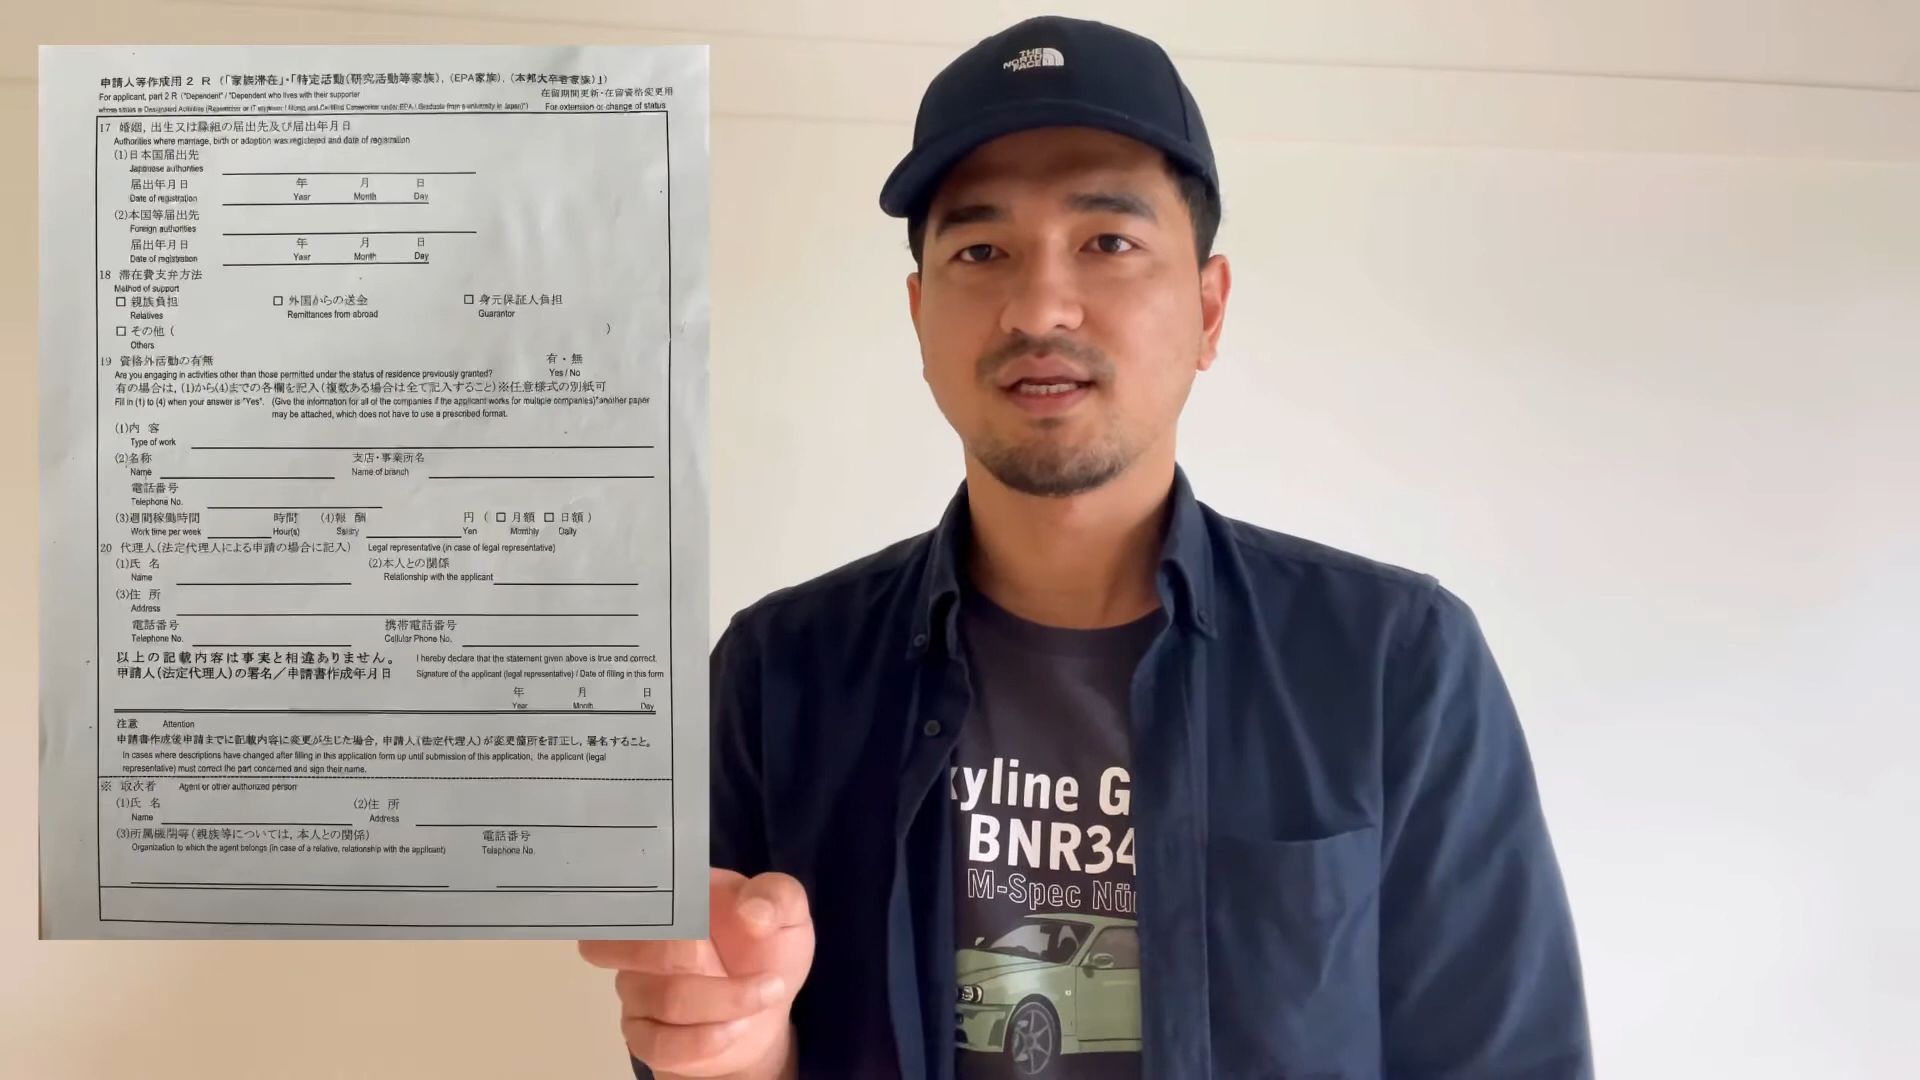 申請人等作成用 2 R (「家族滞在」・「特定活動(研究活動等家族), (EPA家族), (本邦大卒者家族)」)
For applicant, part 2 R ("Dependent" / "Dependent who lives with their supporter
在留期間更新・在留資格変更用
whose status is Designated Activities (Researcher or IT engineer / Nurse and Certified Careworker under EPA / Graduate from a university in Japan)")
For extension or change of status
17 婚姻, 出生又は縁組の届出先及び届出年月日
Authorities where marriage, birth or adoption was registered and date of registration
(1)日本国届出先
Japanese authorities
届出年月日 年 月 日
Date of registration Year Month Day
(2)本国等届出先
Foreign authorities
届出年月日 年 月 日
Date of registration Year Month Day
18 滞在費支弁方法
Method of support
□ 親族負担 □ 外国からの送金 □ 身元保証人負担
Relatives Remittances from abroad Guarantor
□ その他 ( )
Others
19 資格外活動の有無 有・無
Are you engaging in activities other than those permitted under the status of residence previously granted? Yes / No
有の場合は, (1)から(4)までの各欄を記入(複数ある場合は全て記入すること)※任意様式の別紙可
Fill in (1) to (4) when your answer is "Yes". (Give the information for all of the companies if the applicant works for multiple companies)*another paper
may be attached, which does not have to use a prescribed format.
(1)内 容
Type of work
(2)名称 支店・事業所名
Name Name of branch
電話番号
Telephone No.
(3)週間稼働時間 時間 (4)報 酬 円 ( □ 月額 □ 日額 )
Work time per week Hour(s) Salary Yen Monthly Daily
20 代理人(法定代理人による申請の場合に記入) Legal representative (in case of legal representative)
(1)氏 名 (2)本人との関係
Name Relationship with the applicant
(3)住 所
Address
電話番号 携帯電話番号
Telephone No. Cellular Phone No.
以上の記載内容は事実と相違ありません。 I hereby declare that the statement given above is true and correct.
申請人(法定代理人)の署名/申請書作成年月日 Signature of the applicant (legal representative) / Date of filling in this form
年 月 日
Year Month Day
注意 Attention
申請書作成後申請までに記載内容に変更が生じた場合, 申請人(法定代理人)が変更箇所を訂正し, 署名すること。
In cases where descriptions have changed after filling in this application form up until submission of this application, the applicant (legal
representative) must correct the part concerned and sign their name.
※ 取次者 Agent or other authorized person
(1)氏 名 (2)住 所
Name Address
(3)所属機関等(親族等については, 本人との関係) 電話番号
Organization to which the agent belongs (in case of a relative, relationship with the applicant) Telephone No.
THE
NORTH
FACE
kyline G
BNR34
M-Spec Nü